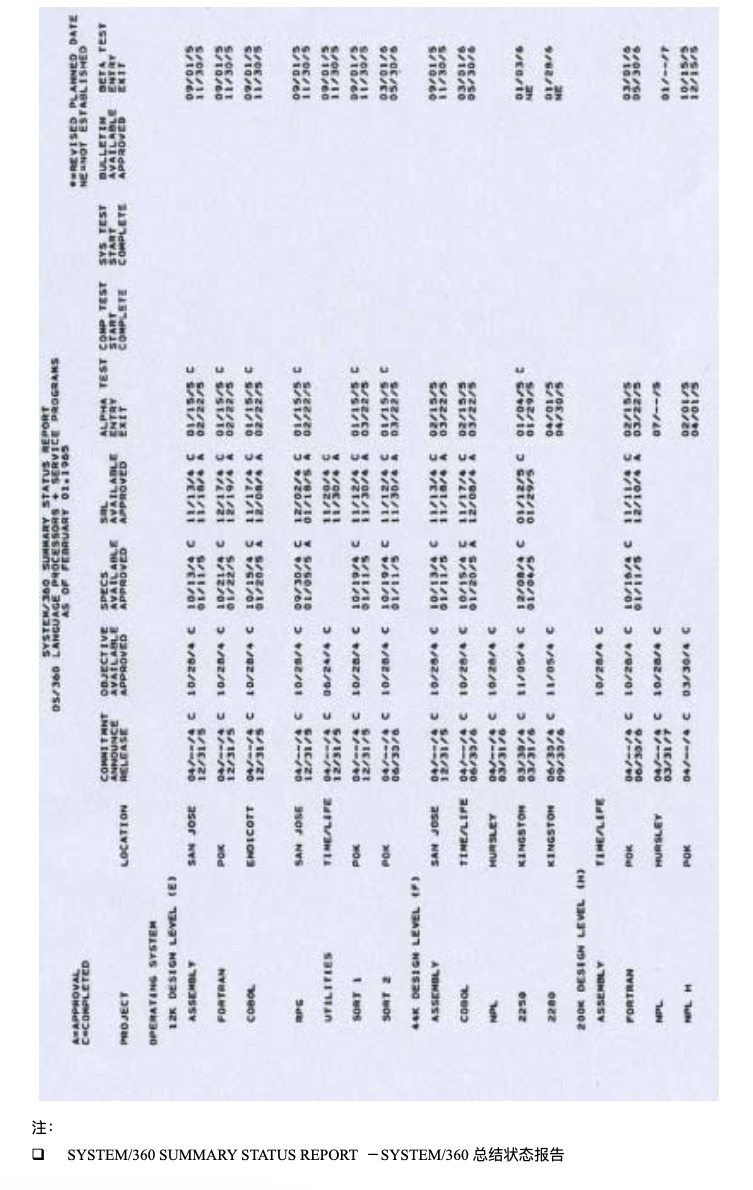 SYSTEM/360 SUMMARY STATUS REPORT
OS/360 LANGUAGE PROCESSORS + SERVICE PROGRAMS
AS OF FEBRUARY 01,1965
A=APPROVAL **REVISED PLANNED DATE
C=COMPLETED NE=NOT ESTABLISHED
COMMITMNT OBJECTIVE SPECS SRL ALPHA TEST COMP TEST SYS TEST BULLETIN BETA TEST
ANNOUNCE AVAILABLE AVAILABLE AVAILABLE ENTRY START START AVAILABLE ENTRY
PROJECT LOCATION RELEASE APPROVED APPROVED APPROVED EXIT COMPLETE COMPLETE APPROVED EXIT
OPERATING SYSTEM
12K DESIGN LEVEL (E)
ASSEMBLY SAN JOSE 04/--/4 C 10/28/4 C 10/13/4 C 11/13/4 C 01/15/5 C 09/01/5
12/31/5 01/11/5 11/18/4 A 02/22/5 11/30/5
FORTRAN POK 04/--/4 C 10/28/4 C 10/21/4 C 12/17/4 C 01/15/5 C 09/01/5
12/31/5 01/22/5 12/19/4 A 02/22/5 11/30/5
COBOL ENDICOTT 04/--/4 C 10/28/4 C 10/15/4 C 11/17/4 C 01/15/5 C 09/01/5
12/31/5 01/20/5 A 12/08/4 A 02/22/5 11/30/5
RPG SAN JOSE 04/--/4 C 10/28/4 C 09/30/4 C 12/02/4 C 01/15/5 C 09/01/5
12/31/5 01/05/5 A 01/18/5 A 02/22/5 11/30/5
UTILITIES TIME/LIFE 04/--/4 C 06/24/4 C 11/20/4 C 09/01/5
12/31/5 11/30/4 A 11/30/5
SORT 1 POK 04/--/4 C 10/28/4 C 10/19/4 C 11/12/4 C 01/15/5 C 09/01/5
12/31/5 01/11/5 11/30/4 A 03/22/5 11/30/5
SORT 2 POK 04/--/4 C 10/28/4 C 10/19/4 C 11/12/4 C 01/15/5 C 03/01/6
06/30/6 01/11/5 11/30/4 A 03/22/5 05/30/6
44K DESIGN LEVEL (F)
ASSEMBLY SAN JOSE 04/--/4 C 10/28/4 C 10/13/4 C 11/13/4 C 02/15/5 09/01/5
12/31/5 01/11/5 11/18/4 A 03/22/5 11/30/5
COBOL TIME/LIFE 04/--/4 C 10/28/4 C 10/15/4 C 11/17/4 C 02/15/5 03/01/6
06/30/6 01/20/5 A 12/08/4 A 03/22/5 05/30/6
NPL HURSLEY 04/--/4 C 10/28/4 C
03/31/6
2250 KINGSTON 03/30/4 C 11/05/4 C 12/08/4 C 01/12/5 C 01/04/5 C 01/03/6
03/31/6 01/04/5 01/29/5 01/29/5 NE
2280 KINGSTON 06/30/4 C 11/05/4 C 04/01/5 01/28/6
09/30/6 04/30/5 NE
200K DESIGN LEVEL (H)
ASSEMBLY TIME/LIFE 10/28/4 C
FORTRAN POK 04/--/4 C 10/28/4 C 10/16/4 C 11/11/4 C 02/15/5 03/01/6
06/30/6 01/11/5 12/10/4 A 03/22/5 05/30/6
NPL HURSLEY 04/--/4 C 10/28/4 C 07/--/5 01/--/7
03/31/7
NPL H POK 04/--/4 C 03/30/4 C 02/01/5 10/15/5
04/01/5 12/15/5
注：
❑ SYSTEM/360 SUMMARY STATUS REPORT －SYSTEM/360 总结状态报告